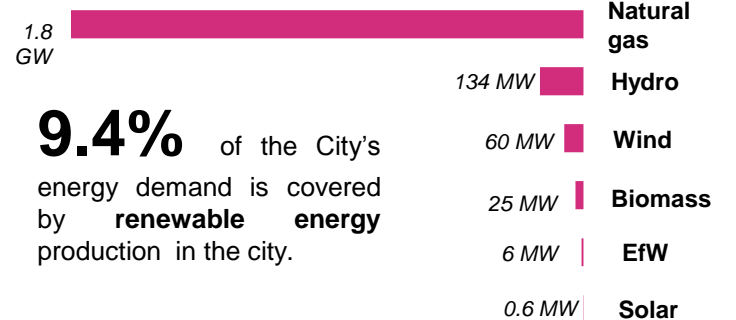 1.8
GW
Natural
gas
134 MW Hydro
9.4% of the City's
energy demand is covered
by renewable energy
production in the city.
60 MW Wind
25 MW Biomass
6 MW EfW
0.6 MW Solar